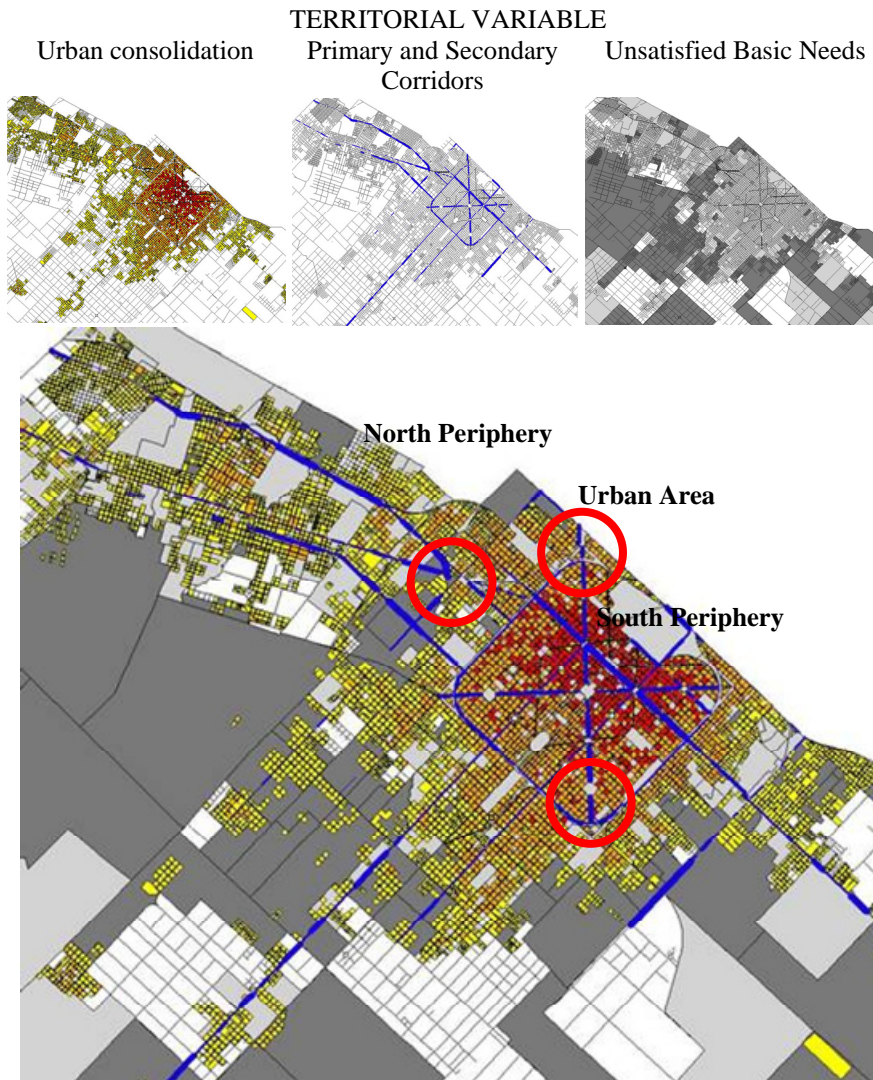 TERRITORIAL VARIABLE
Urban consolidation
Primary and Secondary
Corridors
Unsatisfied Basic Needs
North Periphery
Urban Area
South Periphery